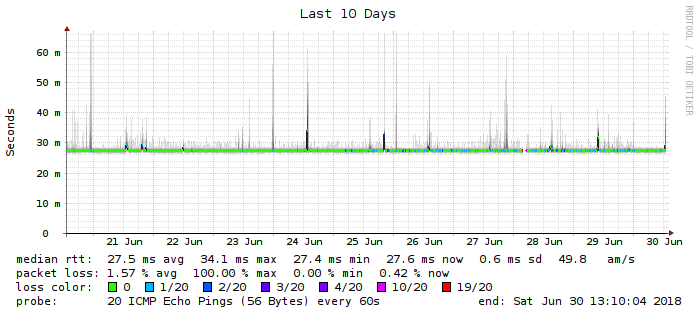 Last 10 Days
RRDTOOL / TOBI OETIKER
Seconds
60 m
50 m
40 m
30 m
20 m
10 m
0
21 Jun 22 Jun 23 Jun 24 Jun 25 Jun 26 Jun 27 Jun 28 Jun 29 Jun 30 Jun
median rtt: 27.5 ms avg 34.1 ms max 27.4 ms min 27.6 ms now 0.6 ms sd 49.8 am/s
packet loss: 1.57 % avg 100.00 % max 0.00 % min 0.42 % now
loss color: 0 1/20 2/20 3/20 4/20 10/20 19/20
probe: 20 ICMP Echo Pings (56 Bytes) every 60s end: Sat Jun 30 13:10:04 2018